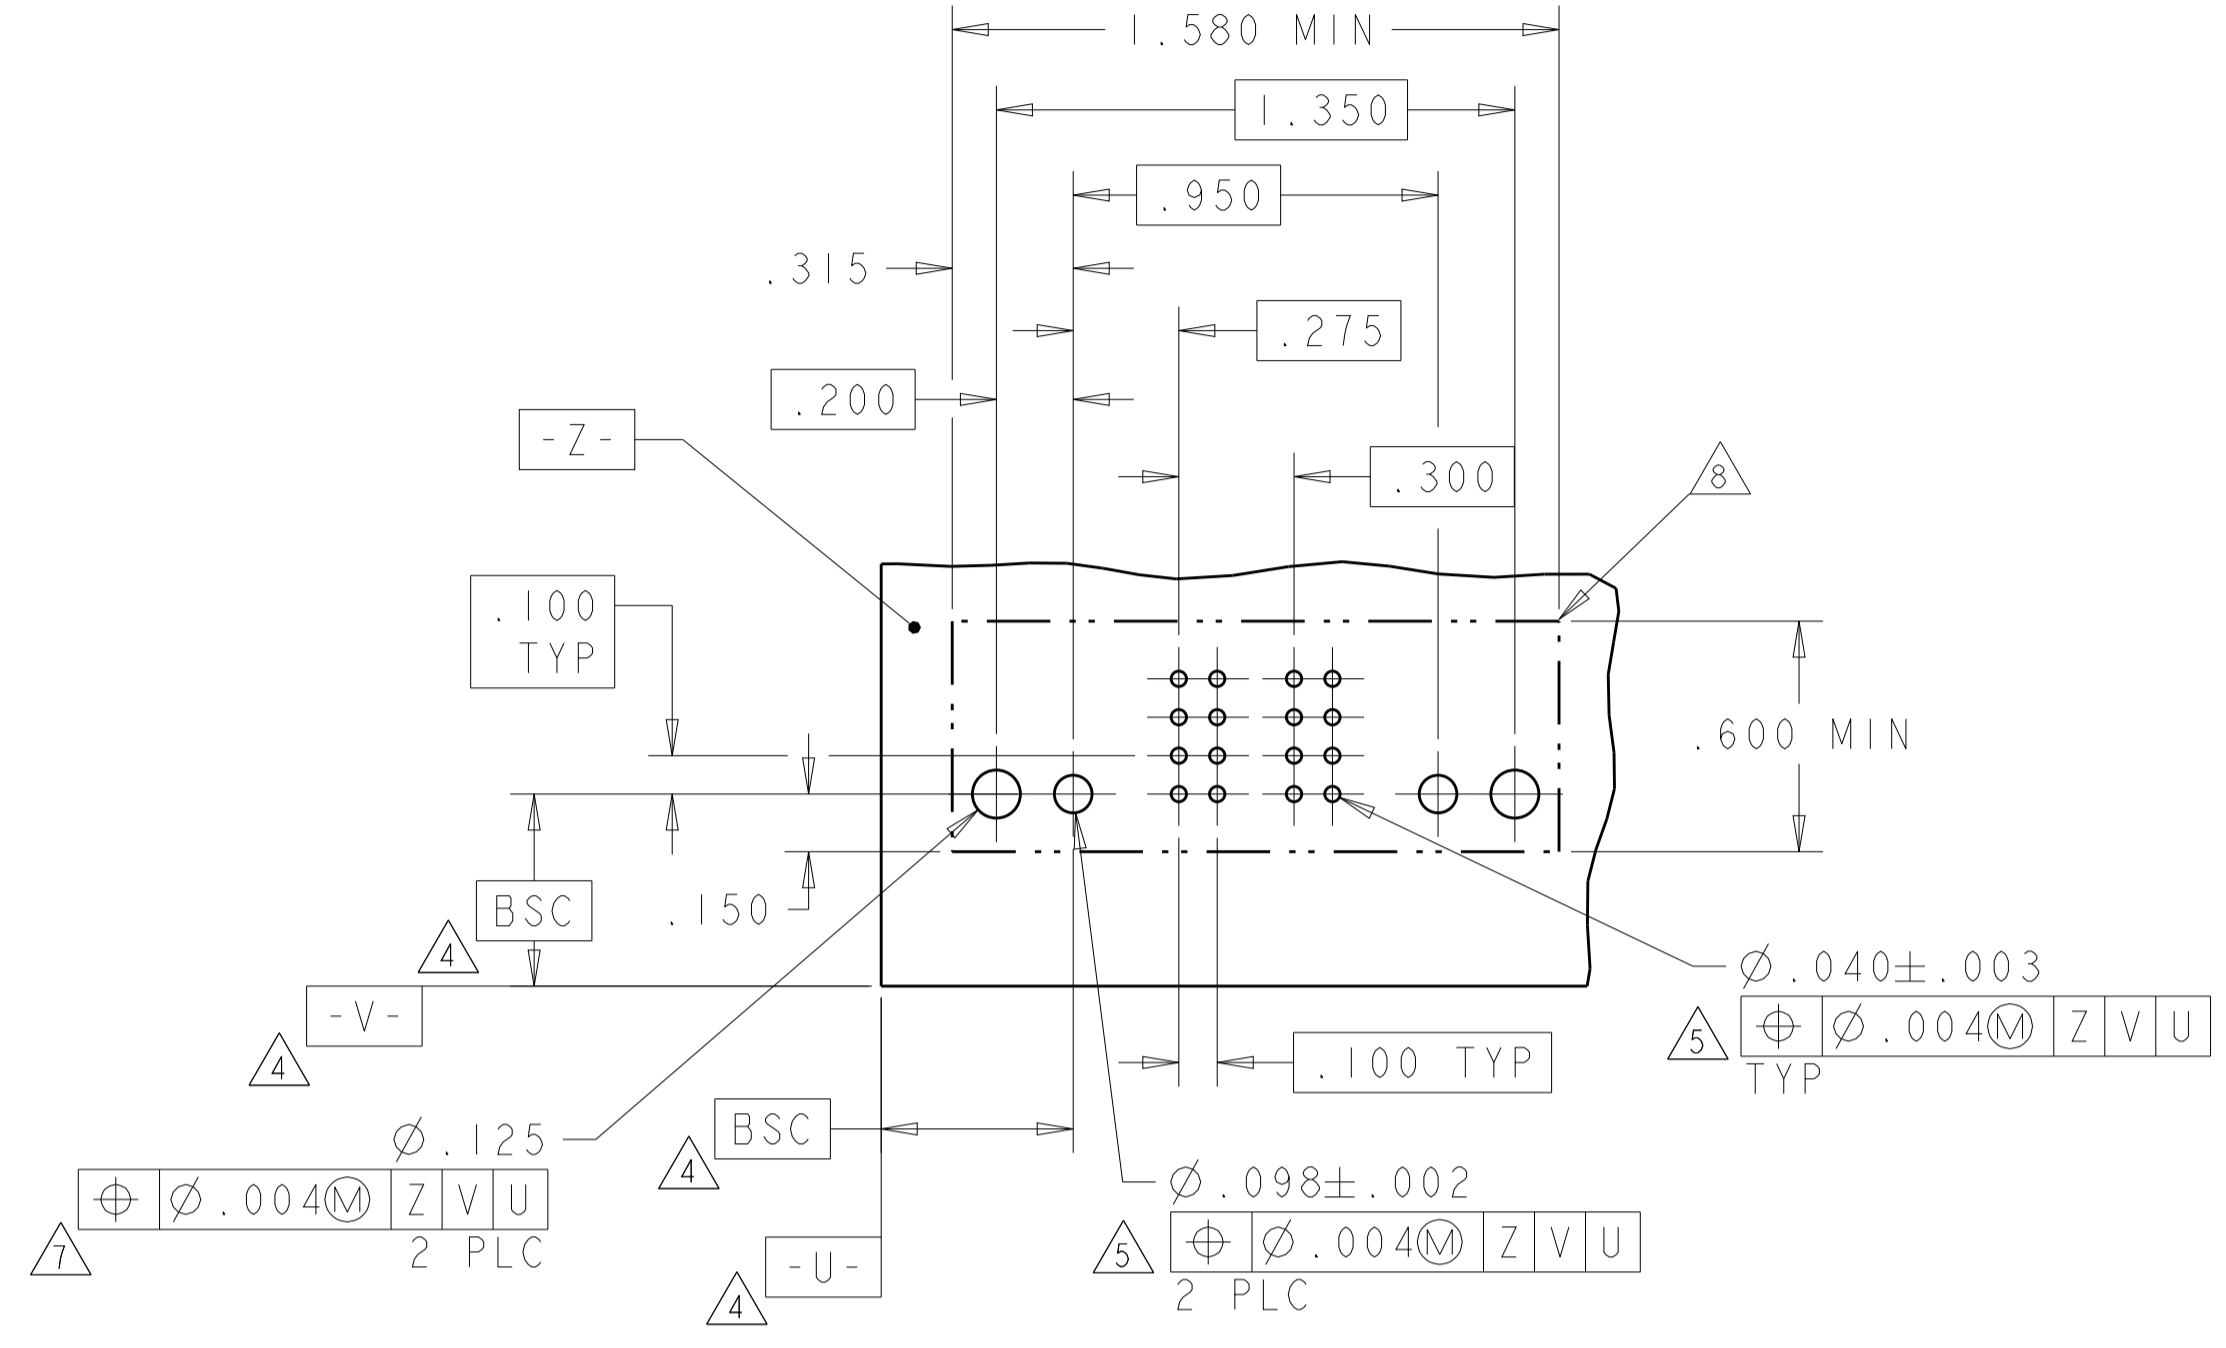 1.580 MIN
1.350
.950
.315
.275
.200
-Z-
.300
8
.100
TYP
.600 MIN
BSC
.150
4
-V-
4
Ø.040±.003
⌖ Ø.004Ⓜ Z V U
5
TYP
.100 TYP
BSC
4
Ø.125
⌖ Ø.004Ⓜ Z V U
7
2 PLC
Ø.098±.002
⌖ Ø.004Ⓜ Z V U
5
2 PLC
-U-
4